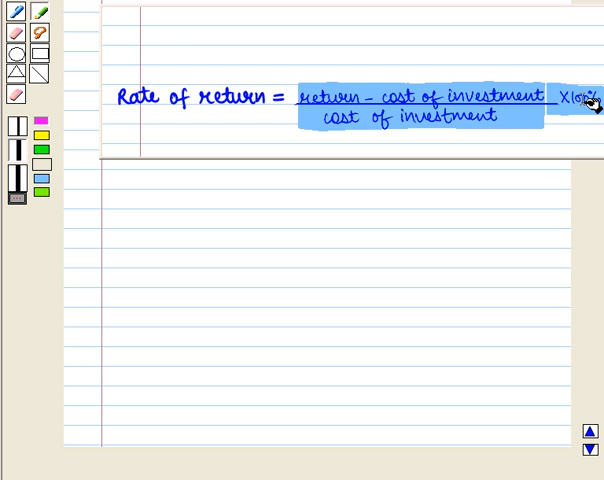 Rate of return = return - cost of investment X100%
cost of investment